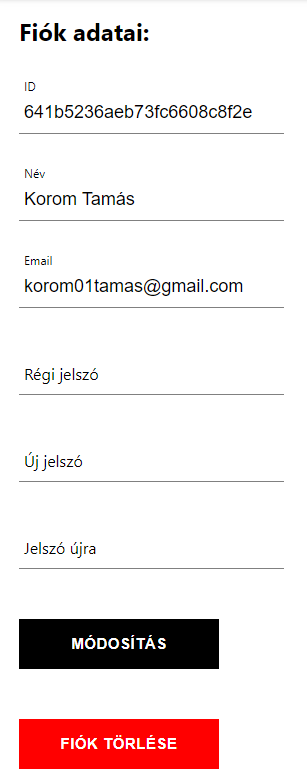 Fiók adatai:
ID
641b5236aeb73fc6608c8f2e
Név
Korom Tamás
Email
korom01tamas@gmail.com
Régi jelszó
Új jelszó
Jelszó újra
MÓDOSÍTÁS
FIÓK TÖRLÉSE